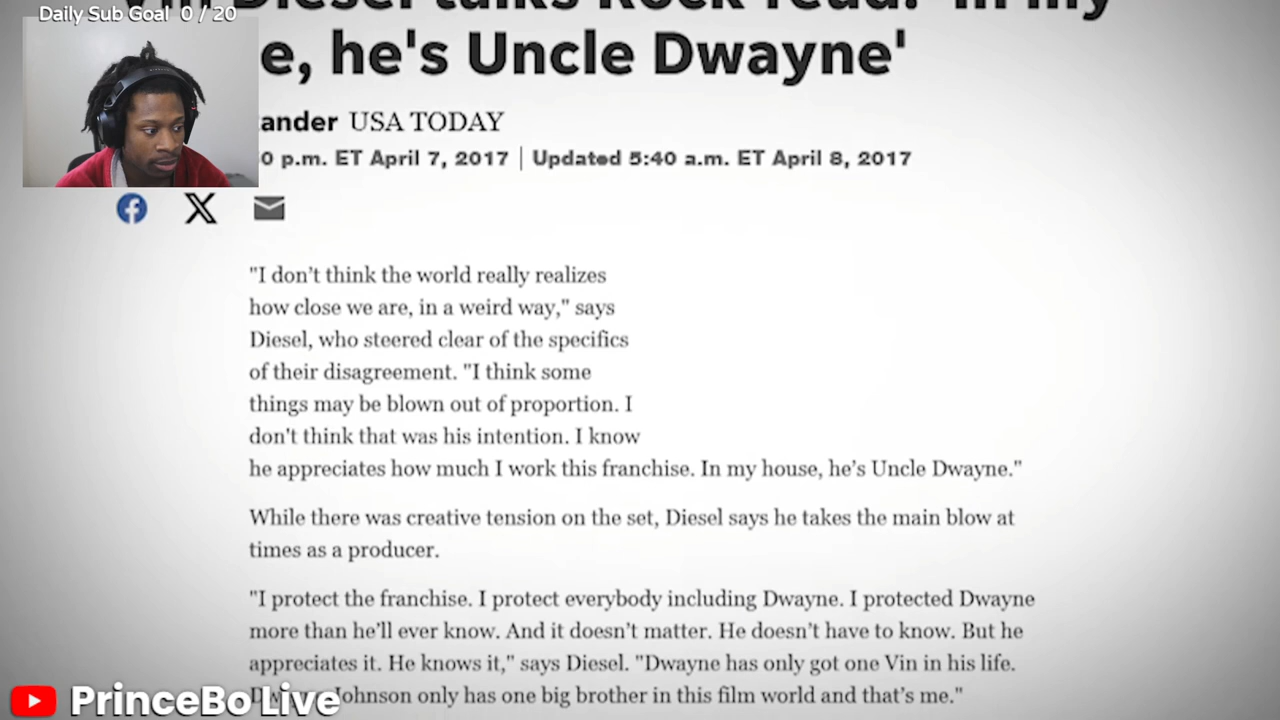 Daily Sub Goal 0 / 20
Diesel talks Rock
e, he's Uncle Dwayne'
ander USA TODAY
0 p.m. ET April 7, 2017 | Updated 5:40 a.m. ET April 8, 2017
"I don’t think the world really realizes
how close we are, in a weird way," says
Diesel, who steered clear of the specifics
of their disagreement. "I think some
things may be blown out of proportion. I
don't think that was his intention. I know
he appreciates how much I work this franchise. In my house, he’s Uncle Dwayne."
While there was creative tension on the set, Diesel says he takes the main blow at
times as a producer.
"I protect the franchise. I protect everybody including Dwayne. I protected Dwayne
more than he’ll ever know. And it doesn’t matter. He doesn’t have to know. But he
appreciates it. He knows it," says Diesel. "Dwayne has only got one Vin in his life.
Johnson only has one big brother in this film world and that’s me."
PrinceBo Live